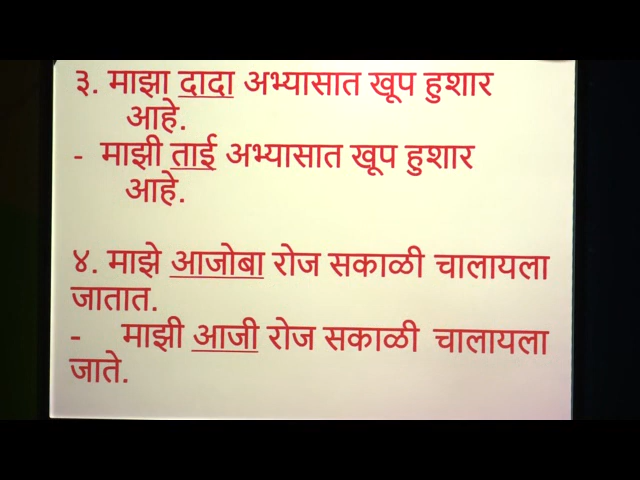 ३. माझा दादा अभ्यासात खूप हुशार
आहे.
- माझी ताई अभ्यासात खूप हुशार
आहे.
४. माझे आजोबा रोज सकाळी चालायला
जातात.
- माझी आजी रोज सकाळी चालायला
जाते.